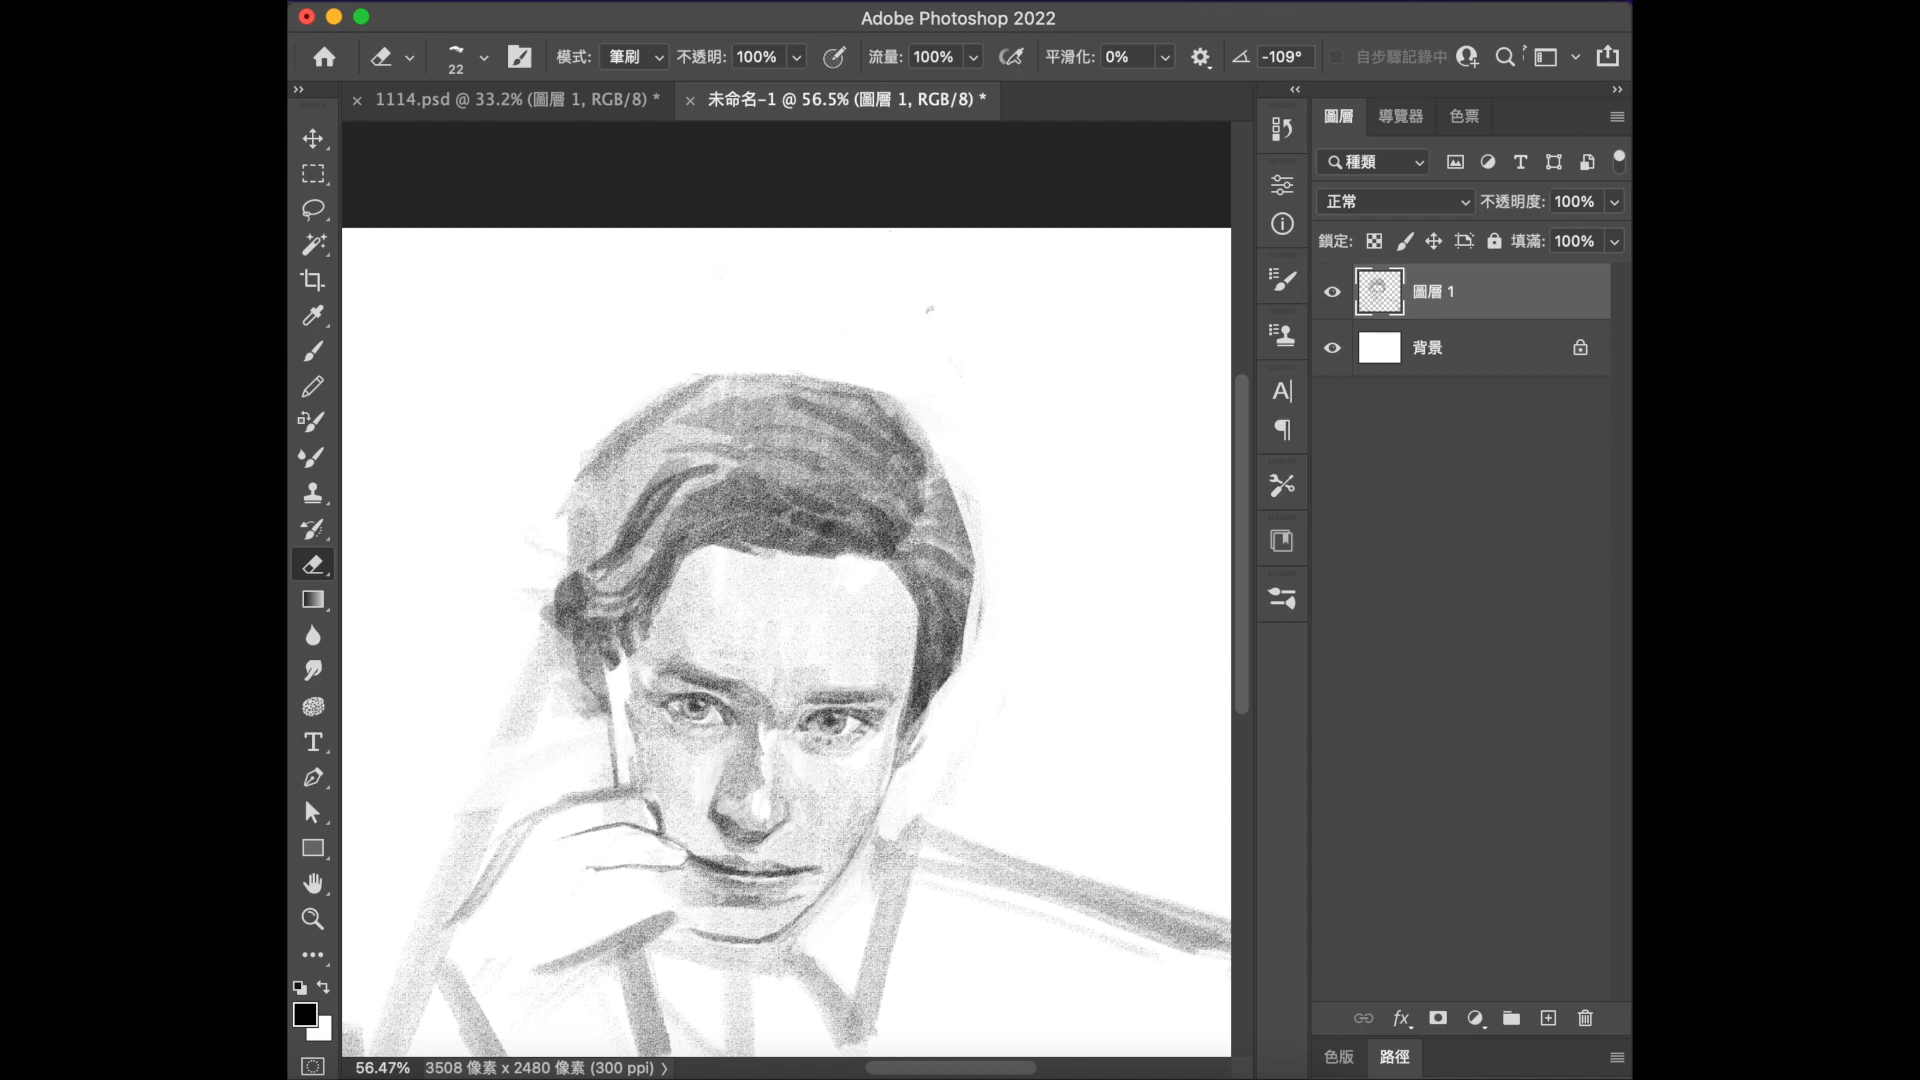 Adobe Photoshop 2022
22
模式: 筆刷 不透明: 100% 流量: 100% 平滑化: 0% -109° 自步驟記錄中
1114.psd @ 33.2% (圖層 1, RGB/8) *
未命名-1 @ 56.5% (圖層 1, RGB/8) *
圖層 導覽器 色票
種類
正常 不透明度: 100%
鎖定: 填滿: 100%
圖層 1
背景
56.47% 3508 像素 x 2480 像素 (300 ppi)
fx
色版 路徑